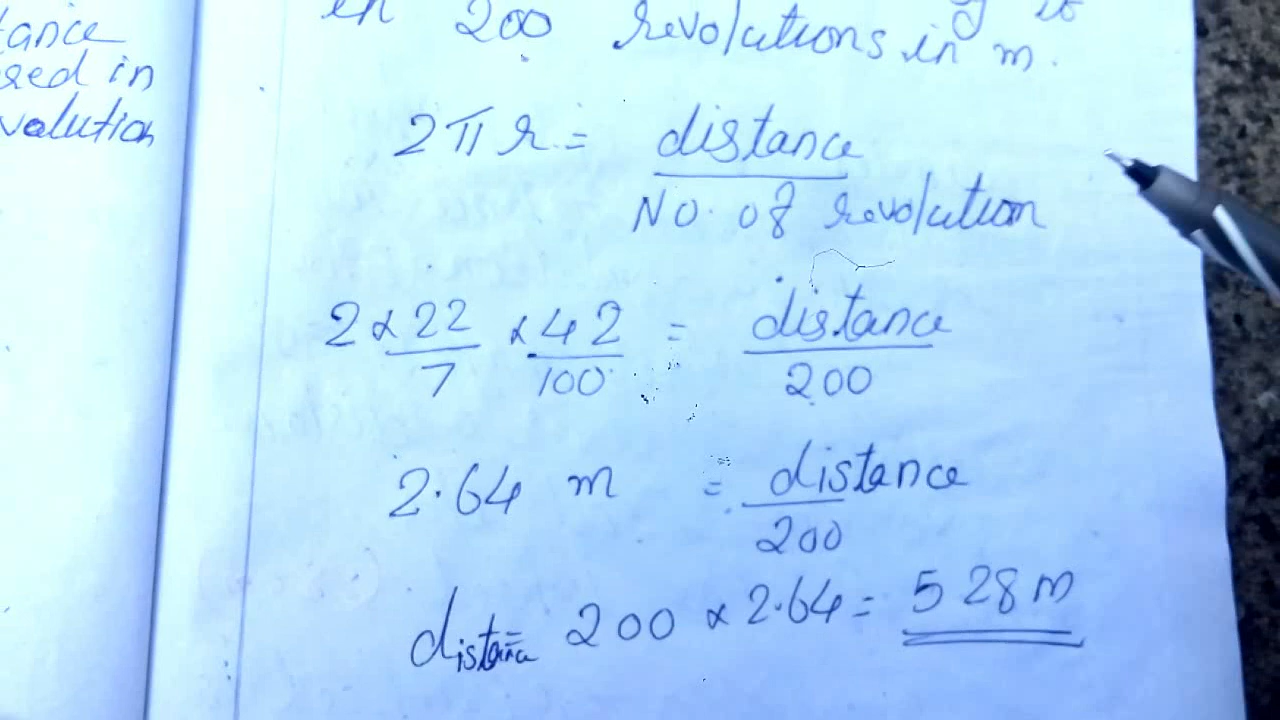 tance
sed in
volution
in 200 revolutions in m.
2πr = distance
No. of revolution
2 × 22/7 × 42/100 = distance/200
2.64 m = distance/200
distance = 200 × 2.64 = 528 m